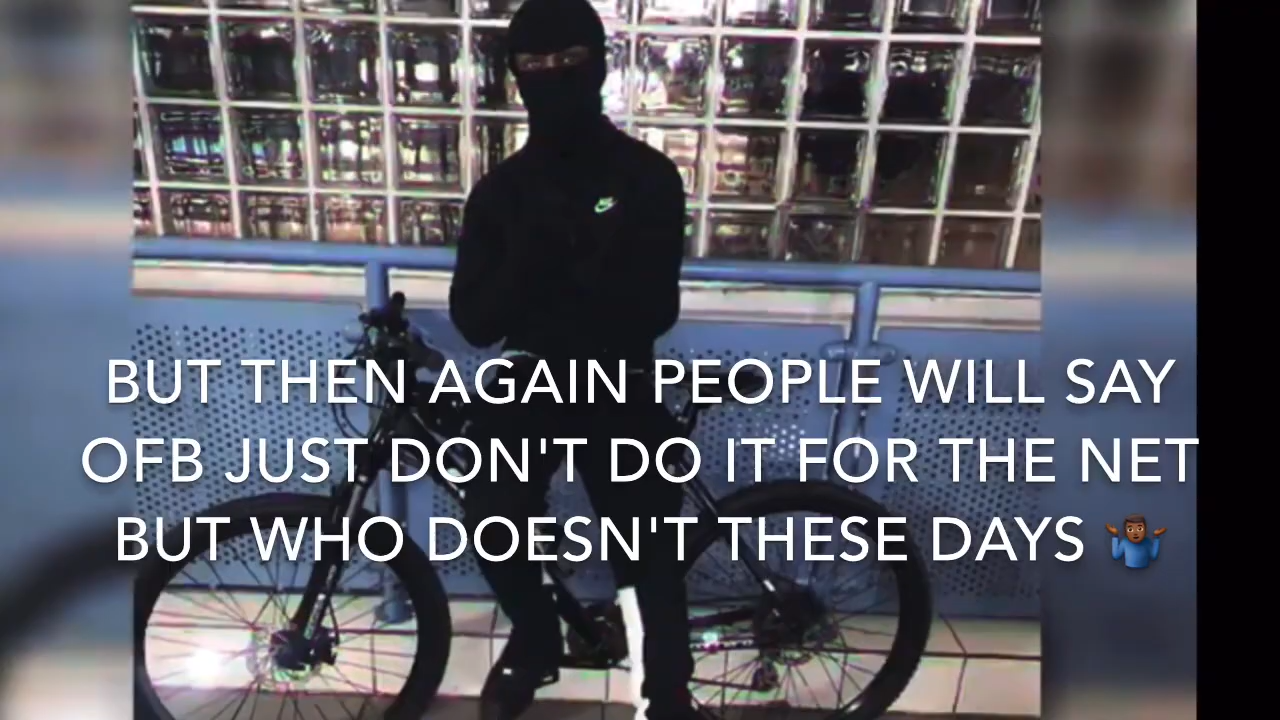 BUT THEN AGAIN PEOPLE WILL SAY
OFB JUST DON'T DO IT FOR THE NET
BUT WHO DOESN'T THESE DAYS 🤷🏾‍♂️